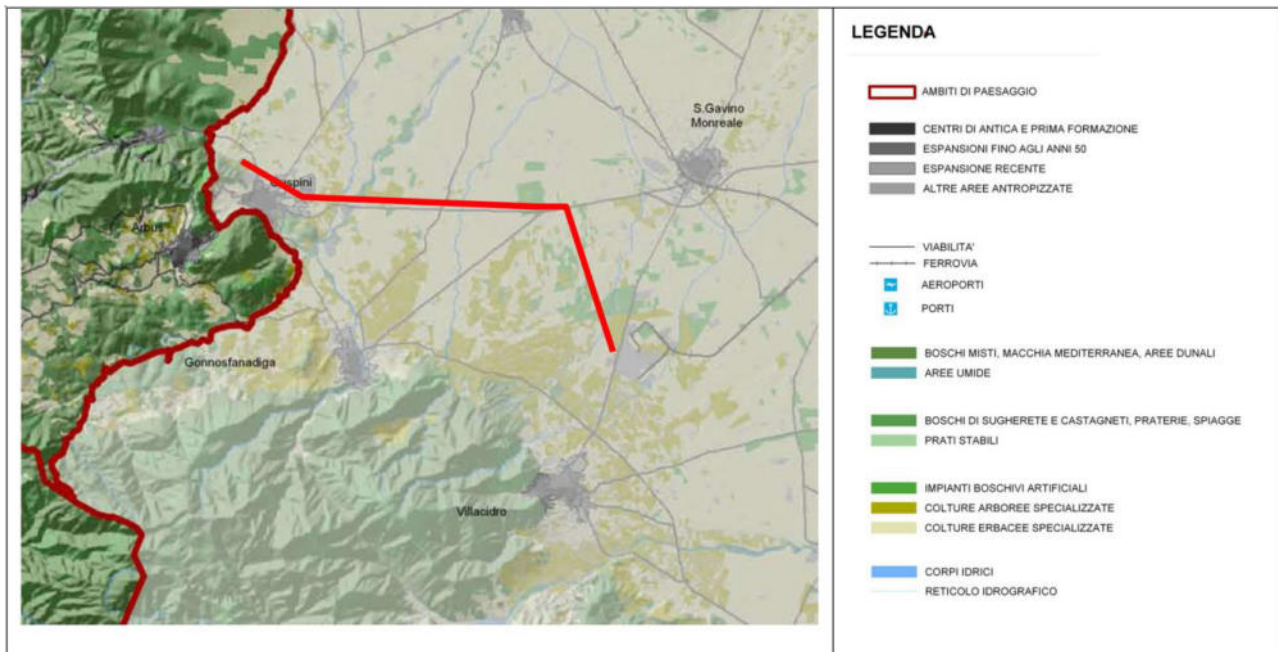 S.Gavino
Monreale
Guspini
Arbus
Gonnosfanadiga
Villacidro
LEGENDA
AMBITI DI PAESAGGIO
CENTRI DI ANTICA E PRIMA FORMAZIONE
ESPANSIONI FINO AGLI ANNI 50
ESPANSIONE RECENTE
ALTRE AREE ANTROPIZZATE
VIABILITA'
FERROVIA
AEROPORTI
PORTI
BOSCHI MISTI, MACCHIA MEDITERRANEA, AREE DUNALI
AREE UMIDE
BOSCHI DI SUGHERETE E CASTAGNETI, PRATERIE, SPIAGGE
PRATI STABILI
IMPIANTI BOSCHIVI ARTIFICIALI
COLTURE ARBOREE SPECIALIZZATE
COLTURE ERBACEE SPECIALIZZATE
CORPI IDRICI
RETICOLO IDROGRAFICO